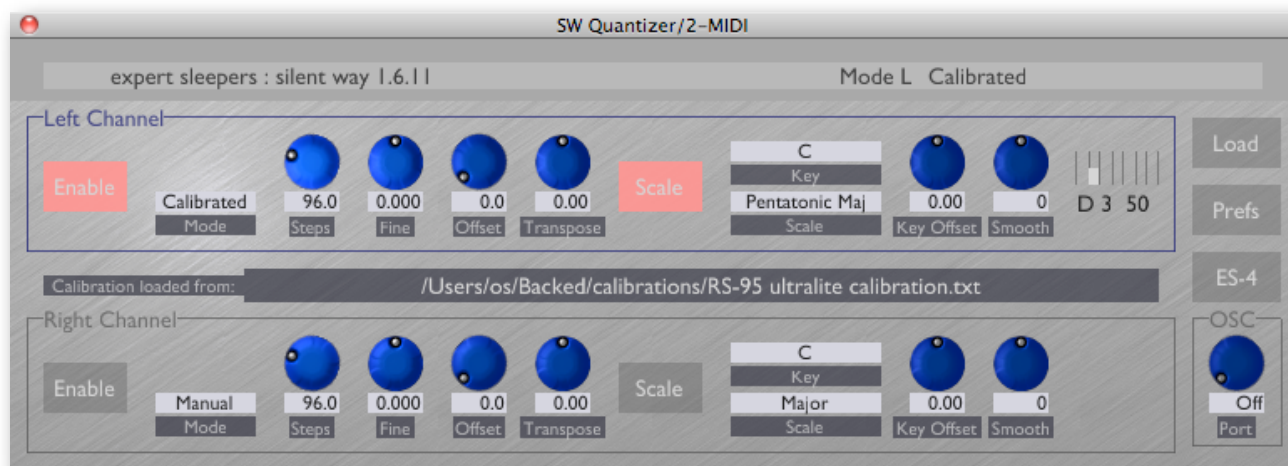 SW Quantizer/2-MIDI
expert sleepers : silent way 1.6.11 Mode L Calibrated
Left Channel
Enable
Calibrated
Mode
96.0
Steps
0.000
Fine
0.0
Offset
0.00
Transpose
Scale
C
Key
Pentatonic Maj
Scale
0.00
Key Offset
0
Smooth
D 3 50
Load
Prefs
ES-4
Calibration loaded from: /Users/os/Backed/calibrations/RS-95 ultralite calibration.txt
Right Channel
Enable
Manual
Mode
96.0
Steps
0.000
Fine
0.0
Offset
0.00
Transpose
Scale
C
Key
Major
Scale
0.00
Key Offset
0
Smooth
OSC
Off
Port